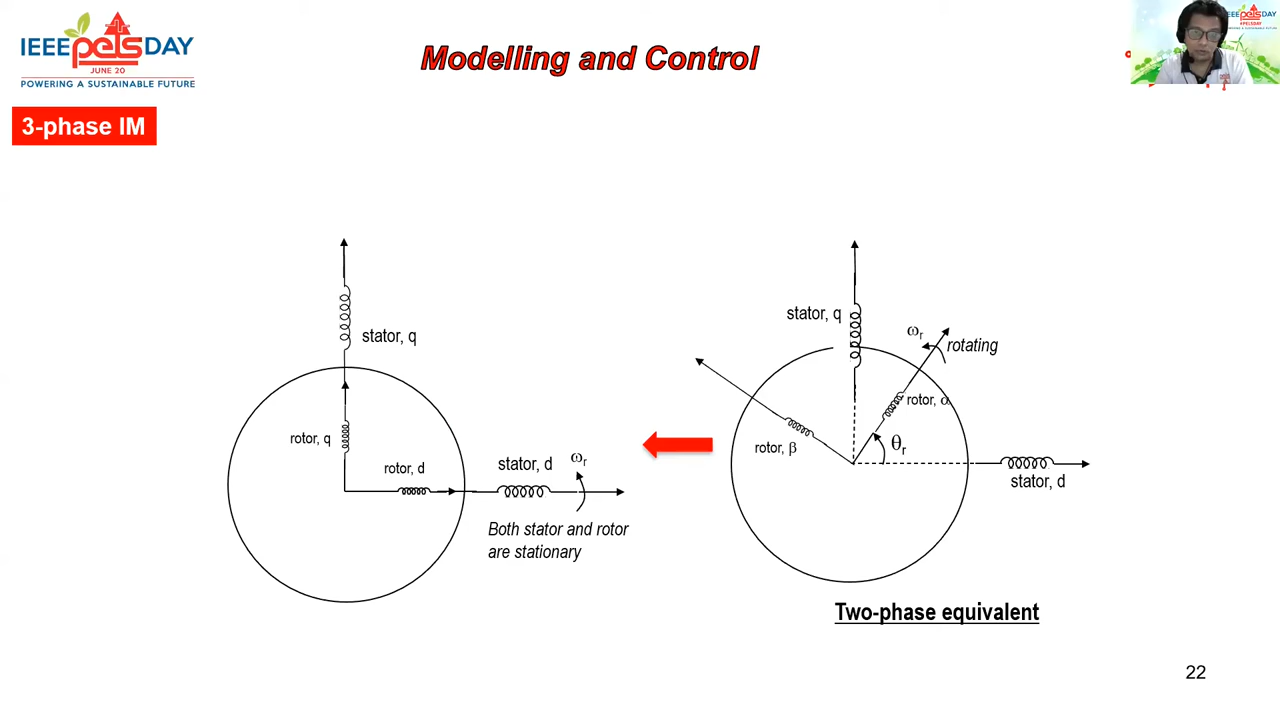 IEEE pels DAY
JUNE 20
POWERING A SUSTAINABLE FUTURE
Modelling and Control
3-phase IM
stator, q
rotor, q
rotor, d
stator, d
ωr
Both stator and rotor
are stationary
stator, q
ωr
rotating
rotor, α
rotor, β
θr
stator, d
Two-phase equivalent
22